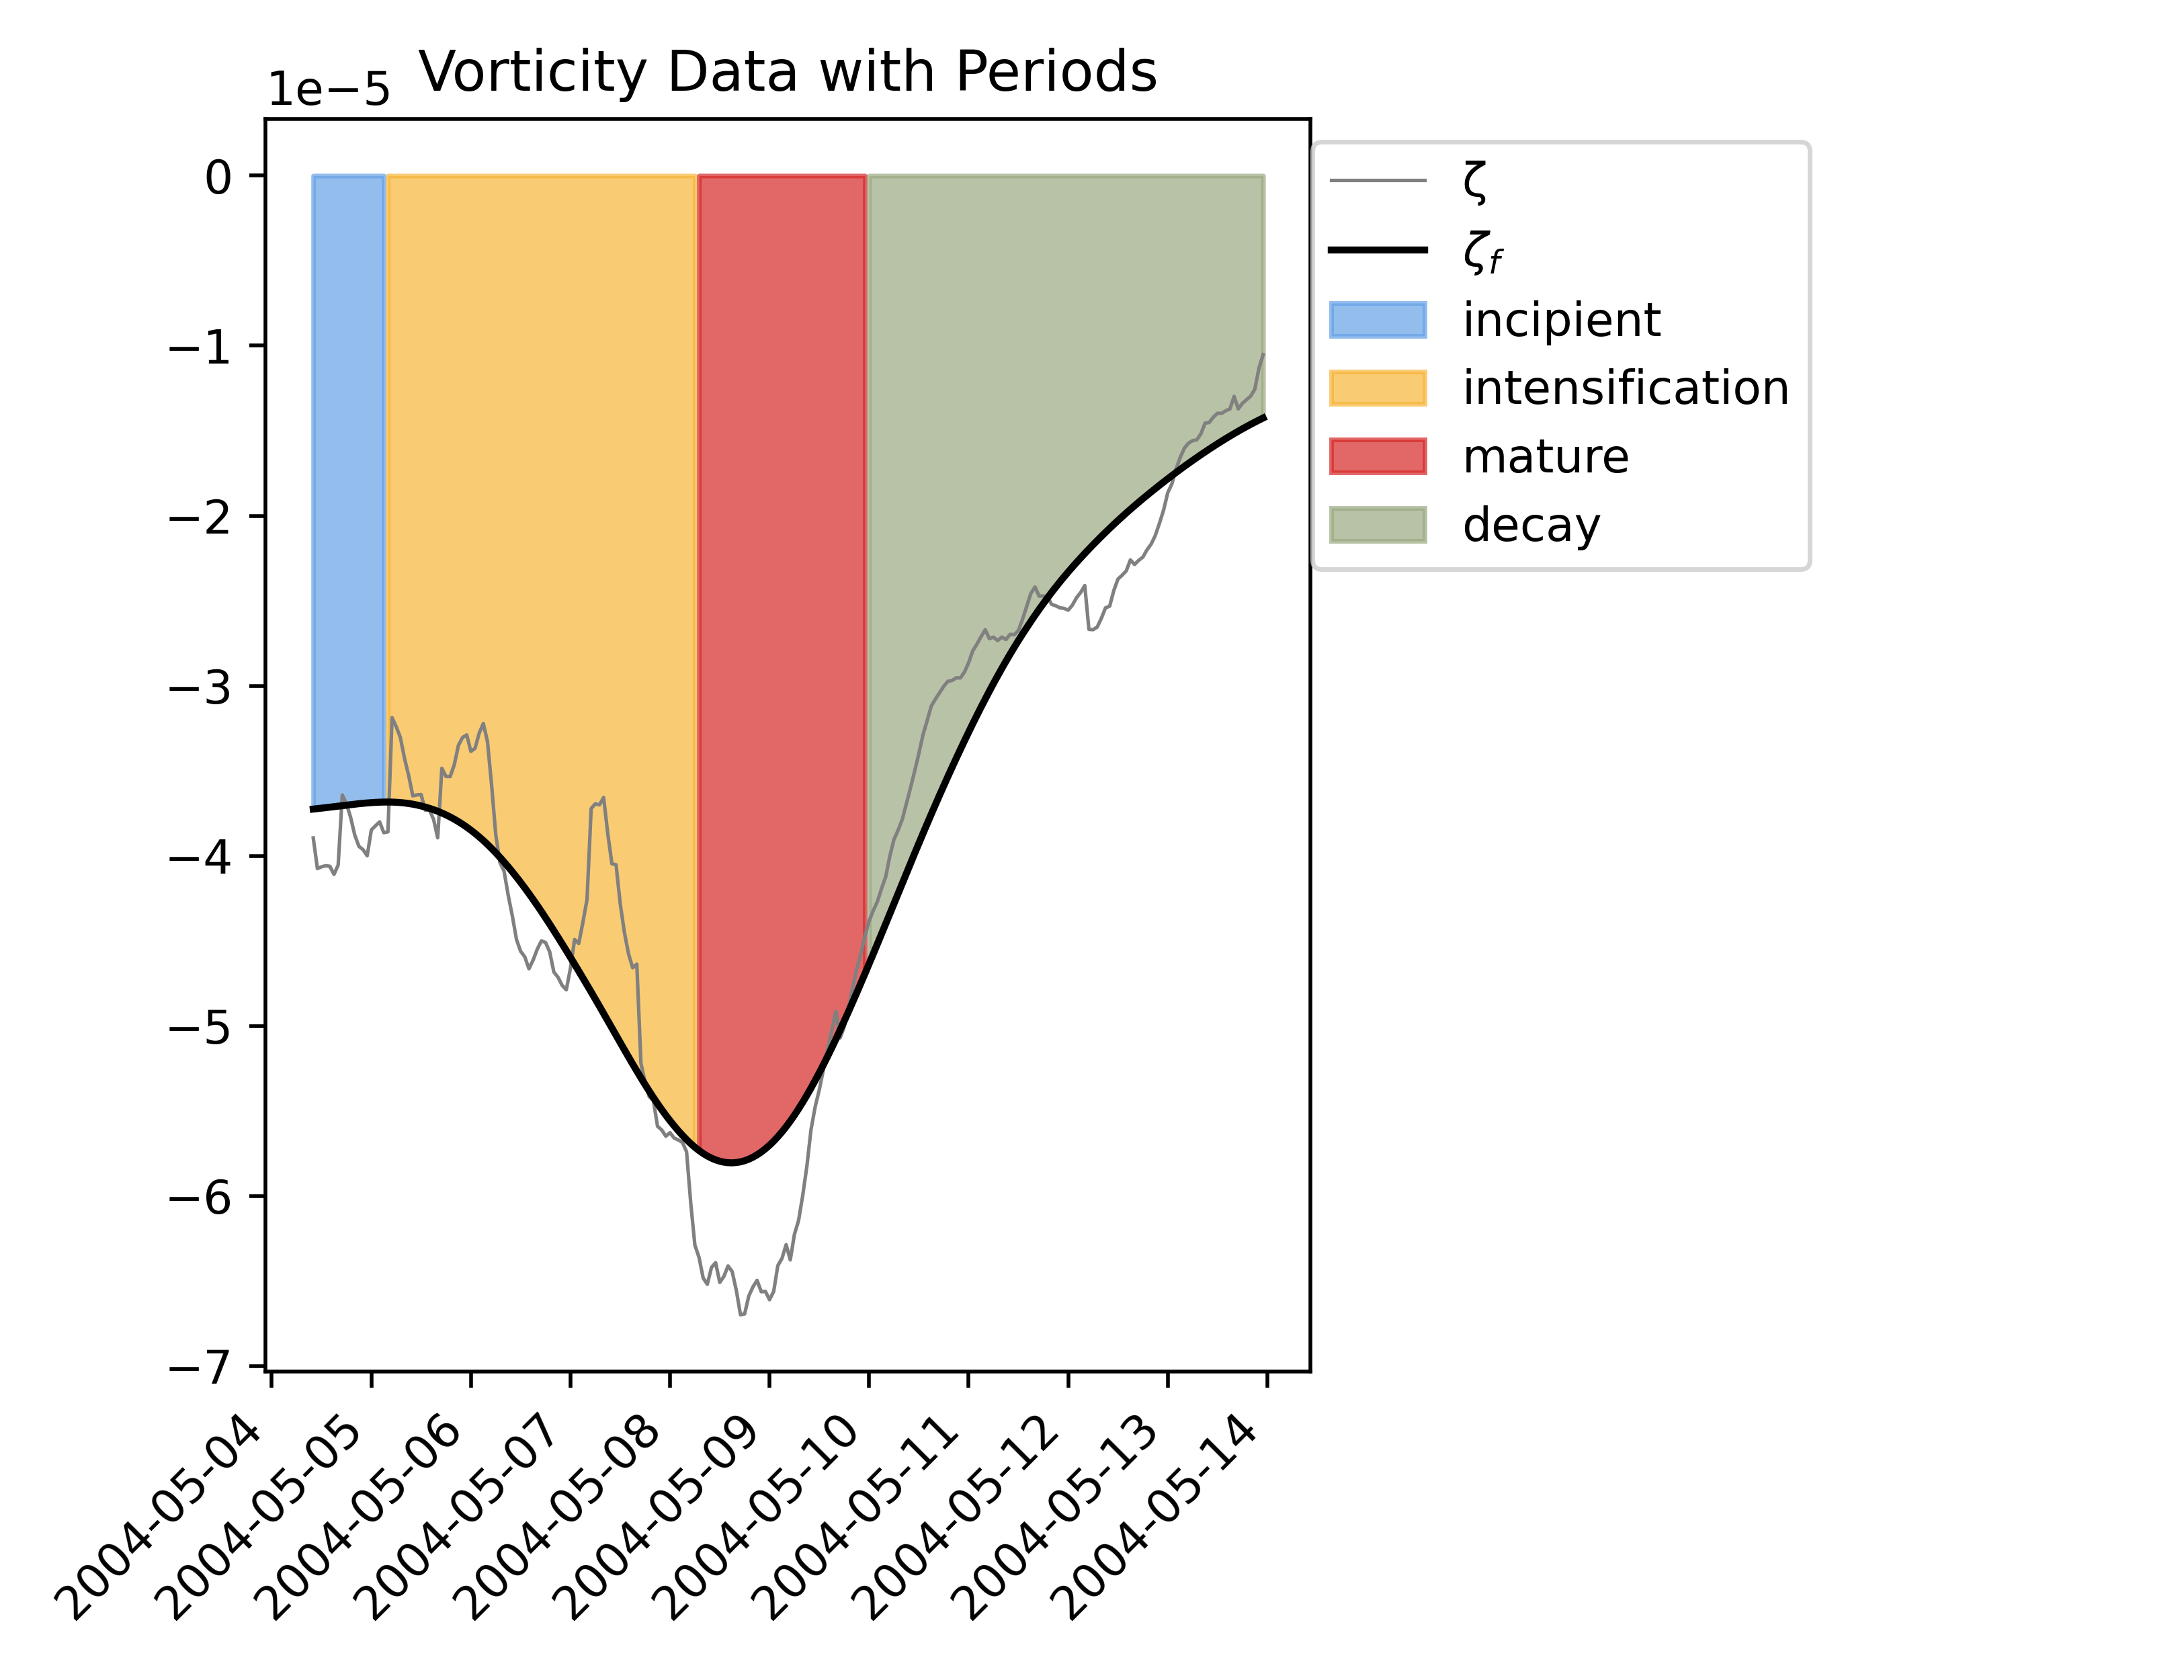 Vorticity Data with Periods
1e−5
0
−1
−2
−3
−4
−5
−6
−7
2004-05-04
2004-05-05
2004-05-06
2004-05-07
2004-05-08
2004-05-09
2004-05-10
2004-05-11
2004-05-12
2004-05-13
2004-05-14
ζ
ζf
incipient
intensification
mature
decay